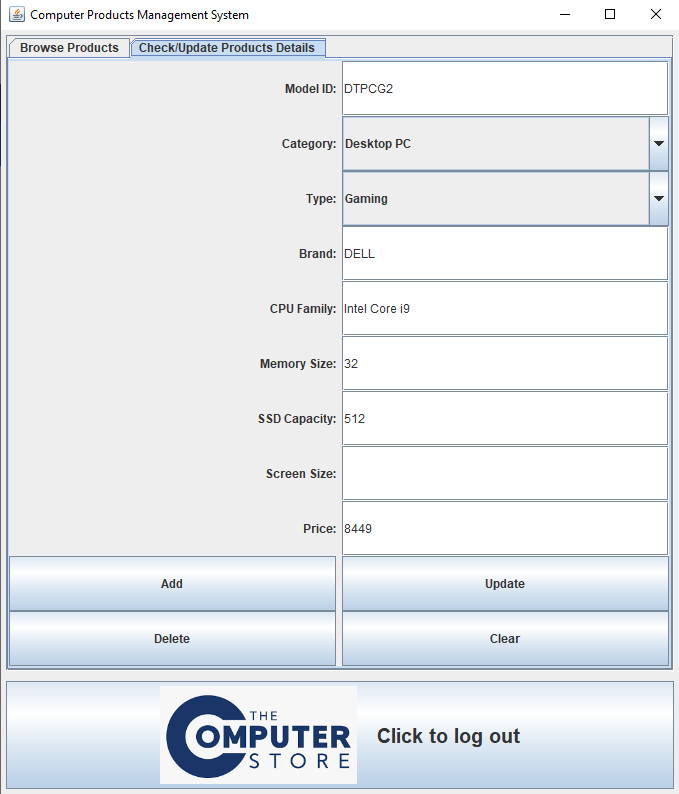 Computer Products Management System
Browse Products Check/Update Products Details
Model ID: DTPCG2
Category: Desktop PC
Type: Gaming
Brand: DELL
CPU Family: Intel Core i9
Memory Size: 32
SSD Capacity: 512
Screen Size:
Price: 8449
Add Update
Delete Clear
THE
COMPUTER
STORE
Click to log out